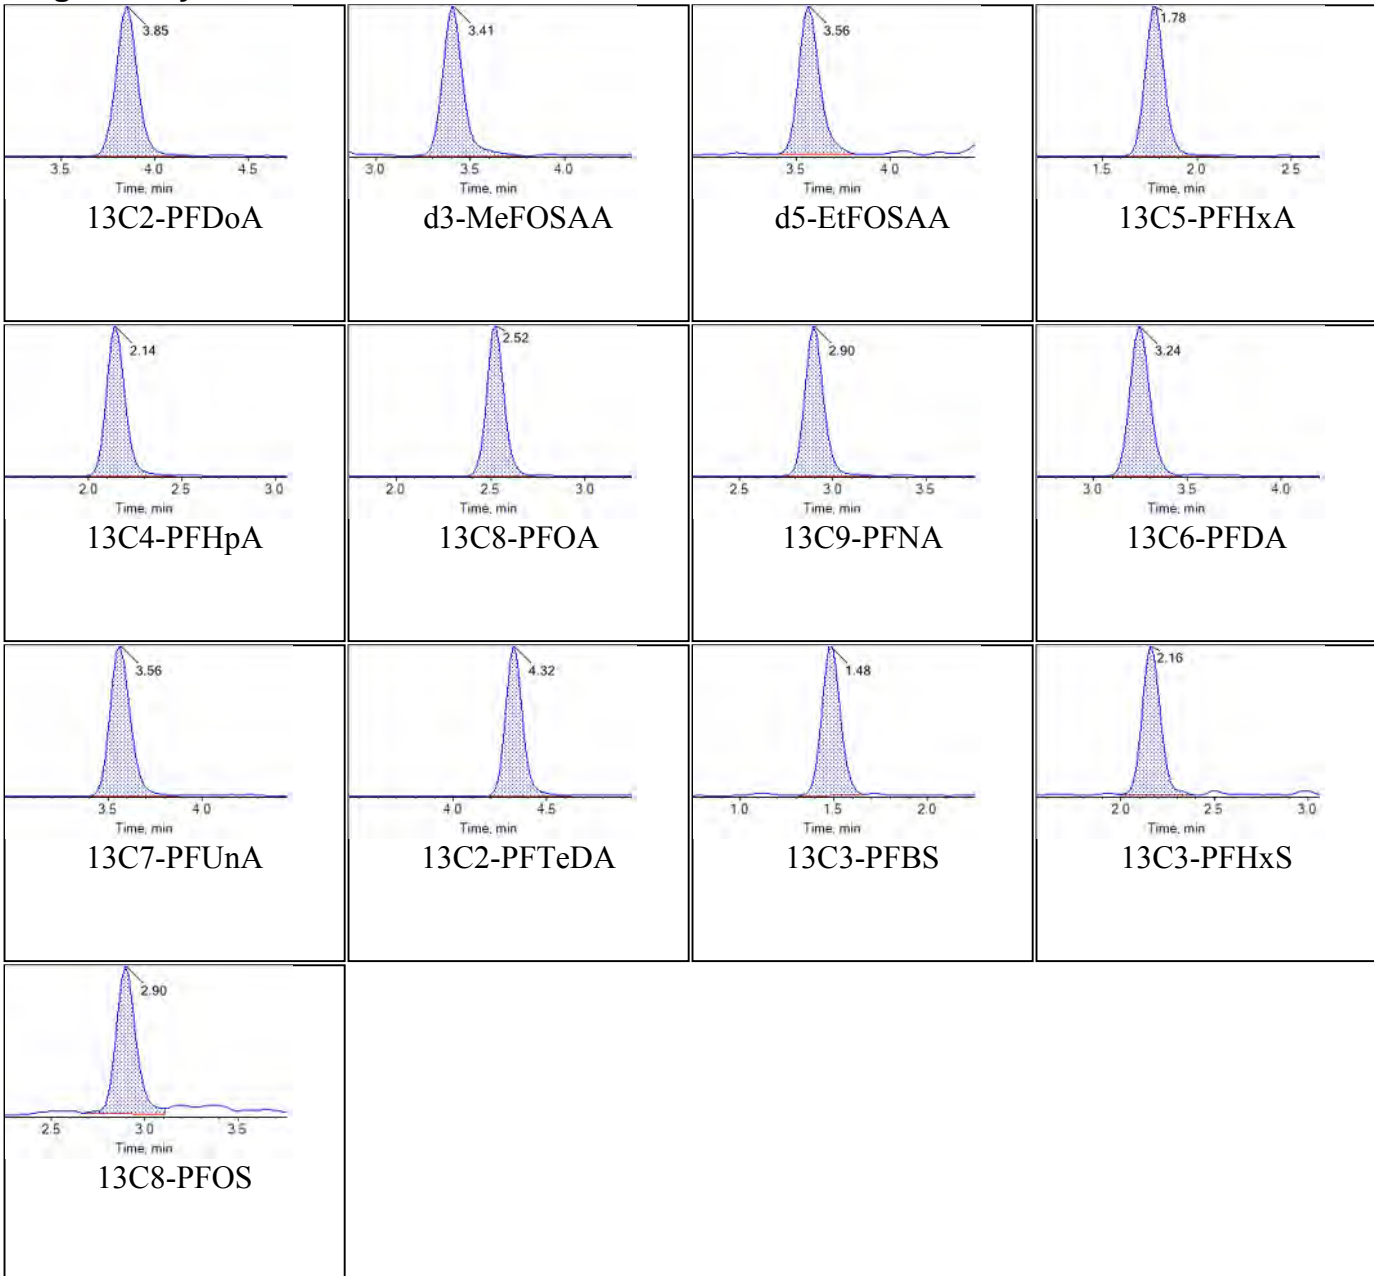 3.85
3.5 4.0 4.5
Time, min
13C2-PFDoA
3.41
3.0 3.5 4.0
Time, min
d3-MeFOSAA
3.56
3.5 4.0
Time, min
d5-EtFOSAA
1.78
1.5 2.0 2.5
Time, min
13C5-PFHxA
2.14
2.0 2.5 3.0
Time, min
13C4-PFHpA
2.52
2.0 2.5 3.0
Time, min
13C8-PFOA
2.90
2.5 3.0 3.5
Time, min
13C9-PFNA
3.24
3.0 3.5 4.0
Time, min
13C6-PFDA
3.56
3.5 4.0
Time, min
13C7-PFUnA
4.32
4.0 4.5
Time, min
13C2-PFTeDA
1.48
1.0 1.5 2.0
Time, min
13C3-PFBS
2.16
2.0 2.5 3.0
Time, min
13C3-PFHxS
2.90
2.5 3.0 3.5
Time, min
13C8-PFOS